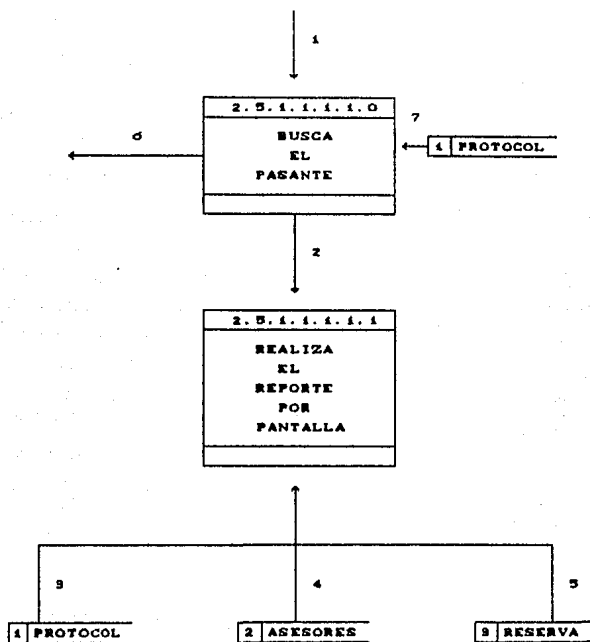 1
2.5.1.1.1.1.0
6
7
BUSCA
EL
PASANTE
1 PROTOCOL
2
2.5.1.1.1.1.1
REALIZA
EL
REPORTE
POR
PANTALLA
3
4
5
1 PROTOCOL
2 ASESORES
3 RESERVA